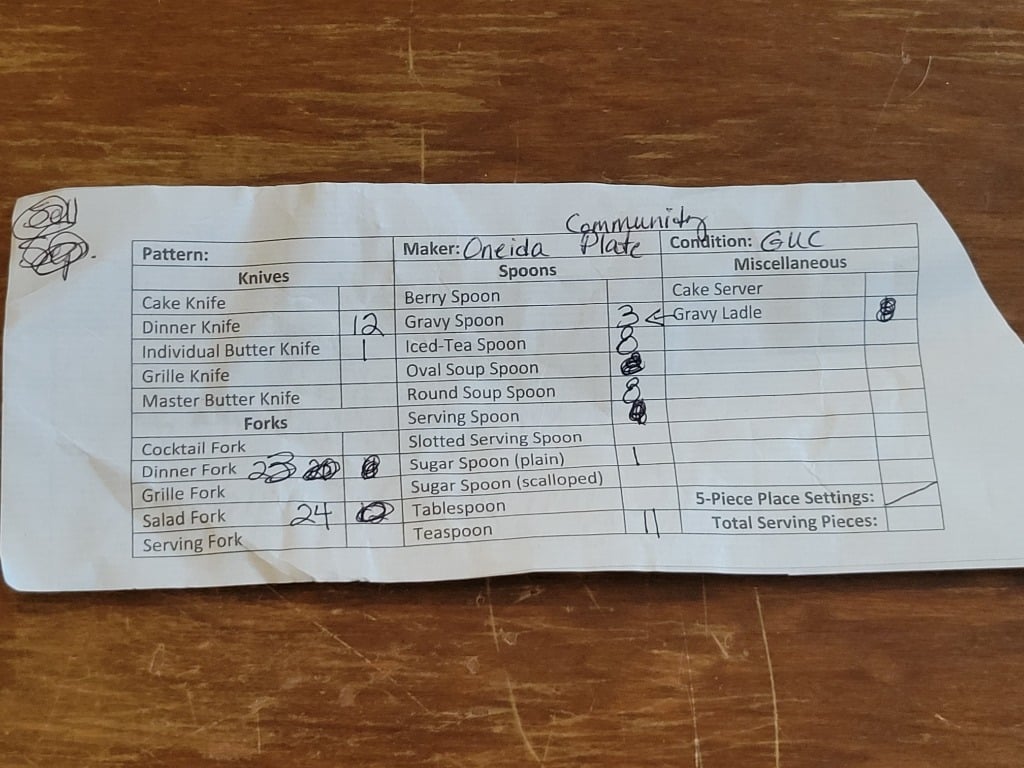 Community
Pattern: Maker: Oneida Plate Condition: GUC
Knives Spoons Miscellaneous
Cake Knife Berry Spoon Cake Server
Dinner Knife 12 Gravy Spoon 3 ← Gravy Ladle
Individual Butter Knife 1 Iced-Tea Spoon 8
Grille Knife Oval Soup Spoon
Master Butter Knife Round Soup Spoon 8
Forks Serving Spoon
Cocktail Fork Slotted Serving Spoon
Dinner Fork 23 Sugar Spoon (plain) 1
Grille Fork Sugar Spoon (scalloped)
Salad Fork 24 Tablespoon 5-Piece Place Settings:
Serving Fork Teaspoon 11 Total Serving Pieces: